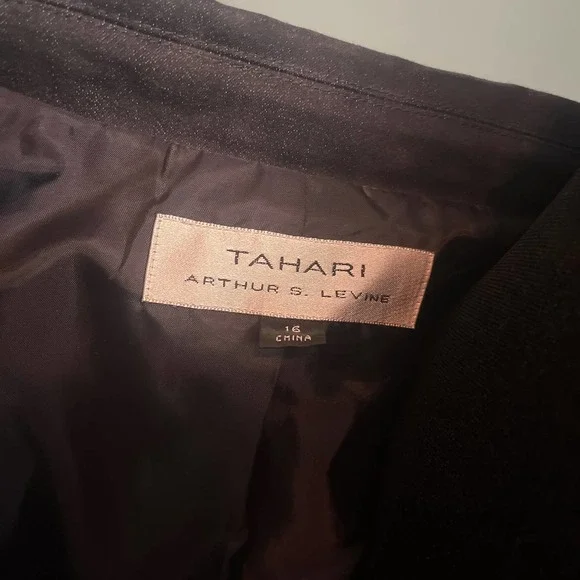 TAHARI
ARTHUR S. LEVINE
16
CHINA